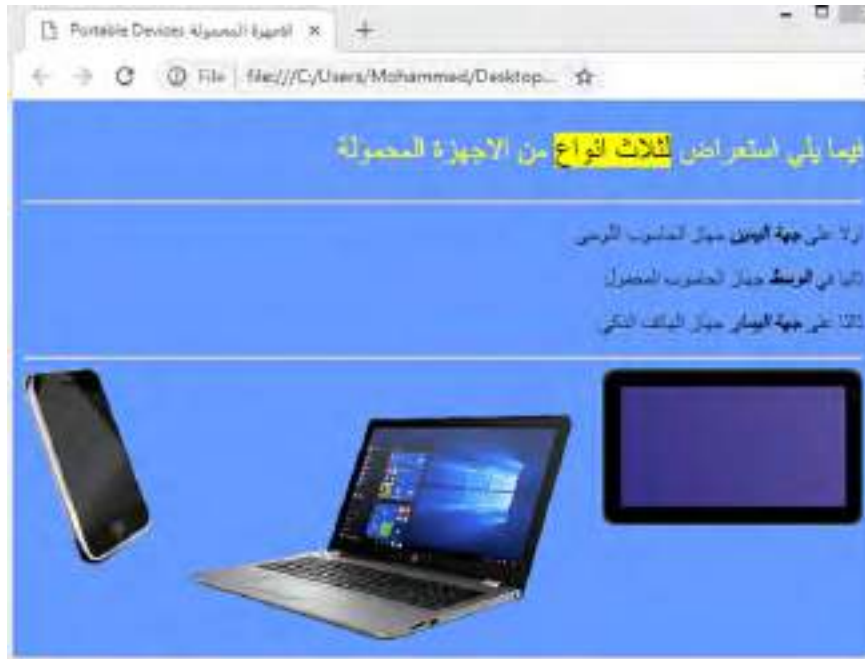 Portable Devices الاجهزة المحمولة
File | file:///C:/Users/Mohammed/Desktop...
فيما يلي استعراض لثلاث انواع من الاجهزة المحمولة
اولا على جهة اليمين جهاز الحاسوب اللوحي
ثانيا في الوسط جهاز الحاسوب المحمول
ثالثا على جهة اليسار جهاز الهاتف الذكي